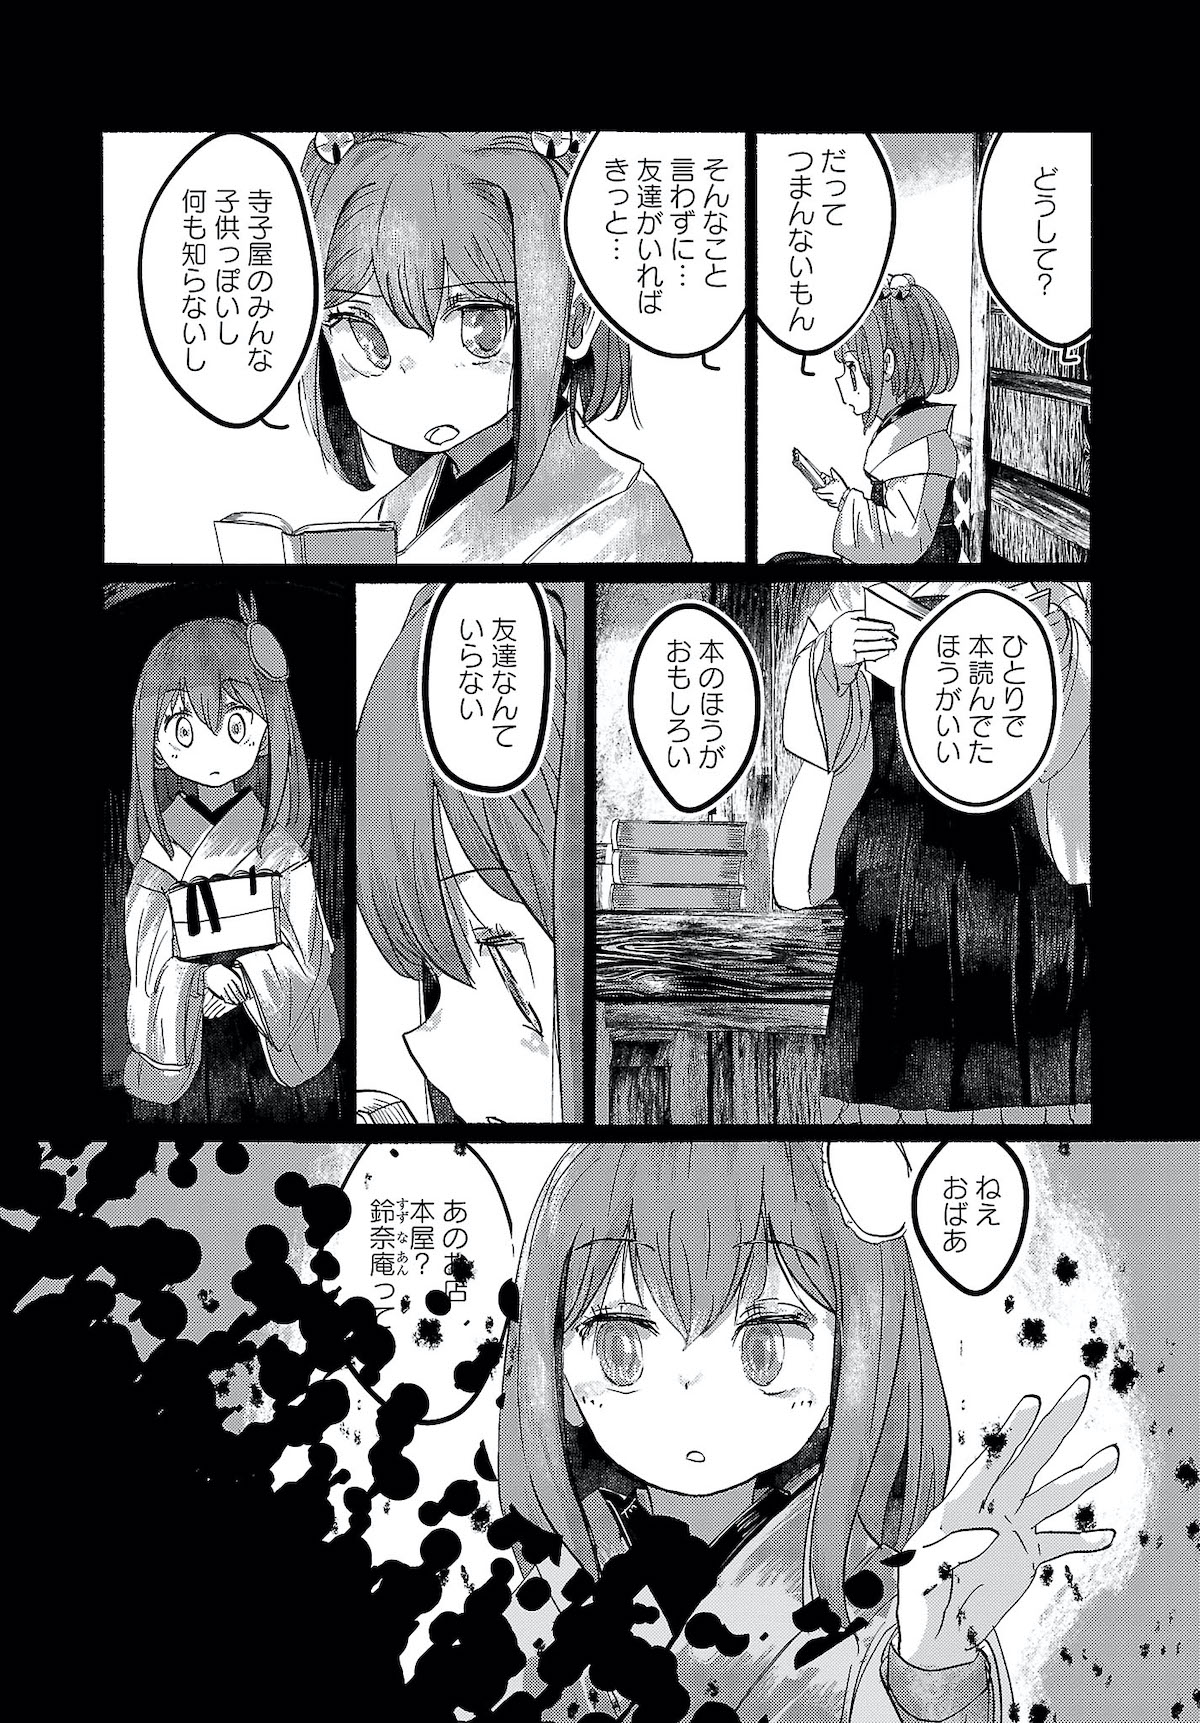 どうして?
だって
つまんないもん
そんなこと
言わずに…
友達がいれば
きっと…
寺子屋のみんな
子供っぽいし
何も知らないし
ひとりで
本読んでた
ほうがいい
本のほうが
おもしろい
友達なんて
いらない
ねえ
おばあ
あのお店
本屋?
鈴奈庵って
すずなあん